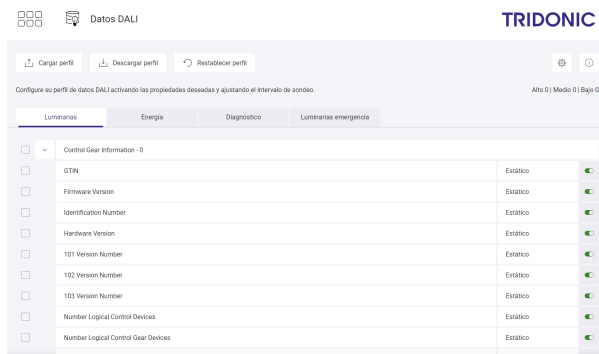 Datos DALI
TRIDONIC
Cargar perfil
Descargar perfil
Restablecer perfil
Configure su perfil de datos DALI activando las propiedades deseadas y ajustando el intervalo de sondeo.
Alto 0 | Medio 0 | Bajo 0
Luminarias
Energía
Diagnóstico
Luminarias emergencia
Control Gear Information - 0
GTIN Estático
Firmware Version Estático
Identification Number Estático
Hardware Version Estático
101 Version Number Estático
102 Version Number Estático
103 Version Number Estático
Number Logical Control Devices Estático
Number Logical Control Gear Devices Estático